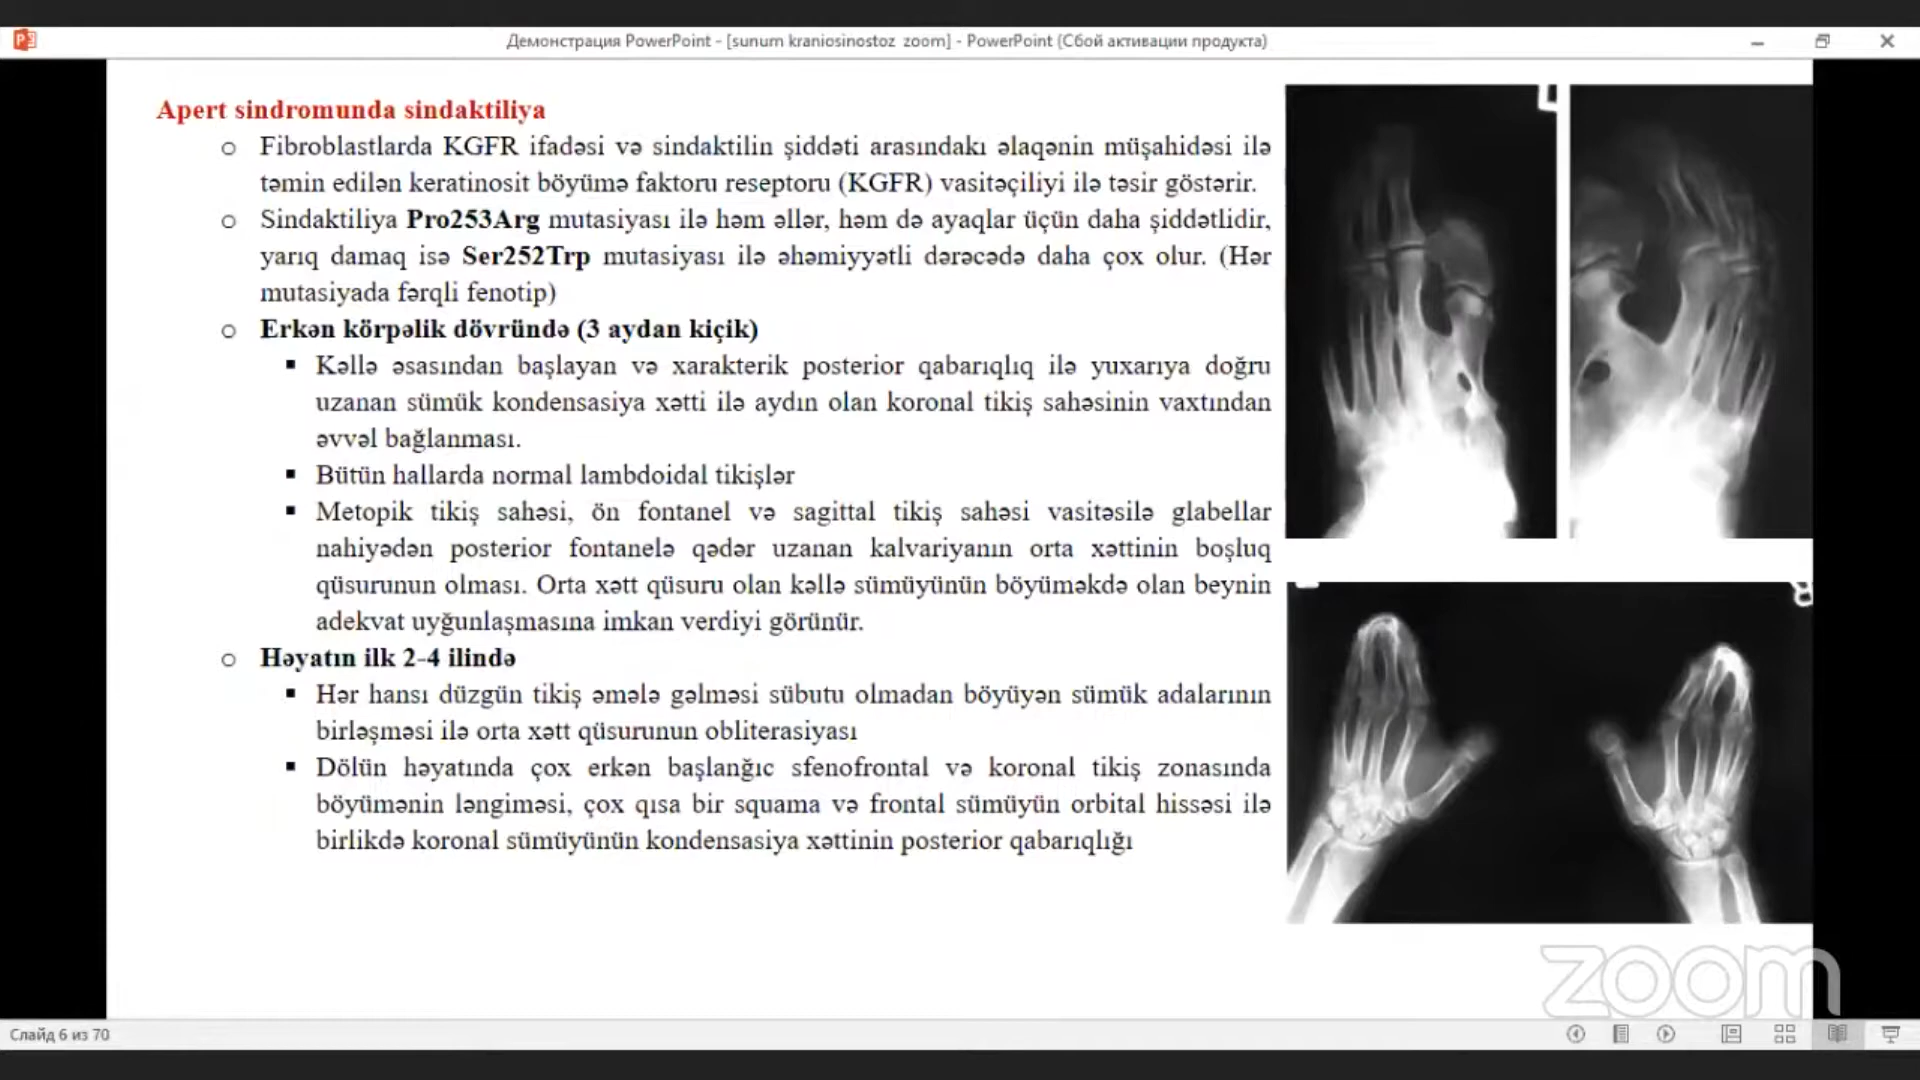 Демонстрация PowerPoint - [sunum kraniosinostoz zoom] - PowerPoint (Сбой активации продукта)
Apert sindromunda sindaktiliya
o Fibroblastlarda KGFR ifadəsi və sindaktilin şiddəti arasındakı əlaqənin müşahidəsi ilə
təmin edilən keratinosit böyümə faktoru reseptoru (KGFR) vasitəçiliyi ilə təsir göstərir.
o Sindaktiliya Pro253Arg mutasiyası ilə həm əllər, həm də ayaqlar üçün daha şiddətlidir,
yarıq damaq isə Ser252Trp mutasiyası ilə əhəmiyyətli dərəcədə daha çox olur. (Hər
mutasiyada fərqli fenotip)
o Erkən körpəlik dövründə (3 aydan kiçik)
▪ Kəllə əsasından başlayan və xarakterik posterior qabarıqlıq ilə yuxarıya doğru
uzanan sümük kondensasiya xətti ilə aydın olan koronal tikiş sahəsinin vaxtından
əvvəl bağlanması.
▪ Bütün hallarda normal lambdoidal tikişlər
▪ Metopik tikiş sahəsi, ön fontanel və sagittal tikiş sahəsi vasitəsilə glabellar
nahiyədən posterior fontanelə qədər uzanan kalvariyanın orta xəttinin boşluq
qüsurunun olması. Orta xətt qüsuru olan kəllə sümüyünün böyüməkdə olan beynin
adekvat uyğunlaşmasına imkan verdiyi görünür.
o Həyatın ilk 2-4 ilində
▪ Hər hansı düzgün tikiş əmələ gəlməsi sübutu olmadan böyüyən sümük adalarının
birləşməsi ilə orta xətt qüsurunun obliterasiyası
▪ Dölün həyatında çox erkən başlanğıc sfenofrontal və koronal tikiş zonasında
böyümənin ləngiməsi, çox qısa bir squama və frontal sümüyün orbital hissəsi ilə
birlikdə koronal sümüyünün kondensasiya xəttinin posterior qabarıqlığı
zoom
Слайд 6 из 70